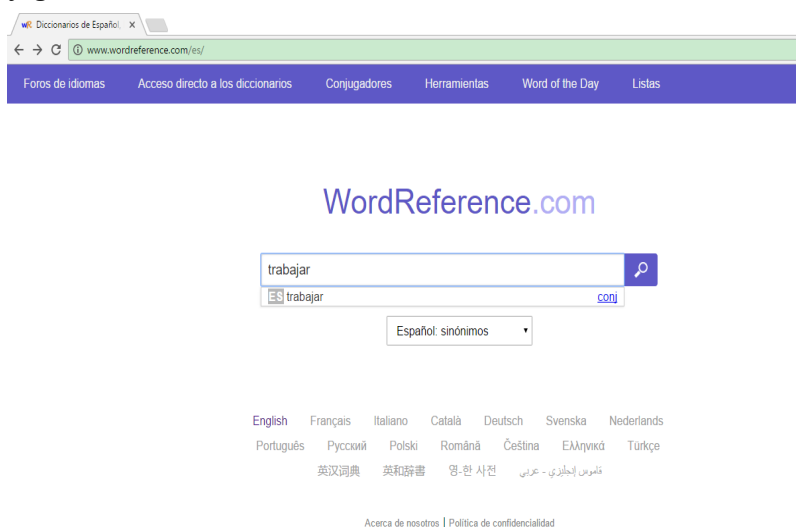 wR Diccionarios de Español, ×
www.wordreference.com/es/
Foros de idiomas Acceso directo a los diccionarios Conjugadores Herramientas Word of the Day Listas
WordReference.com
trabajar
ES trabajar conj
Español: sinónimos
English Français Italiano Català Deutsch Svenska Nederlands
Português Русский Polski Română Čeština Ελληνικά Türkçe
英汉词典 英和辞書 영-한 사전 قاموس إنجليزي - عربي
Acerca de nosotros | Política de confidencialidad